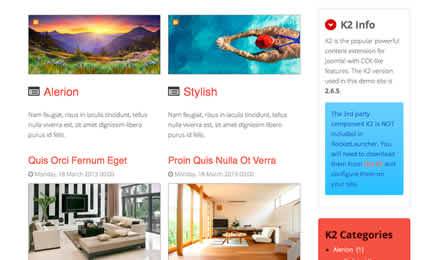 Alerion
Nam feugiat, risus in iaculis tincidunt, tellus
nulla viverra sem, sit amet dignissim libero
purus id felis.
Stylish
Nam feugiat, risus in iaculis tincidunt, tellus
nulla viverra sem, sit amet dignissim libero
purus id felis.
Quis Orci Fernum Eget
Monday, 18 March 2013 00:00
Proin Quis Nulla Ot Verra
Monday, 18 March 2013 00:00
K2 Info
K2 is the popular powerful
content extension for
Joomla! with CCK-like
features. The K2 version
used in this demo site is
2.6.5.
The 3rd party
component K2 is NOT
included in
RocketLauncher. You
will need to download
them from and
configure them on
your site.
K2 Categories
Alerion (1)